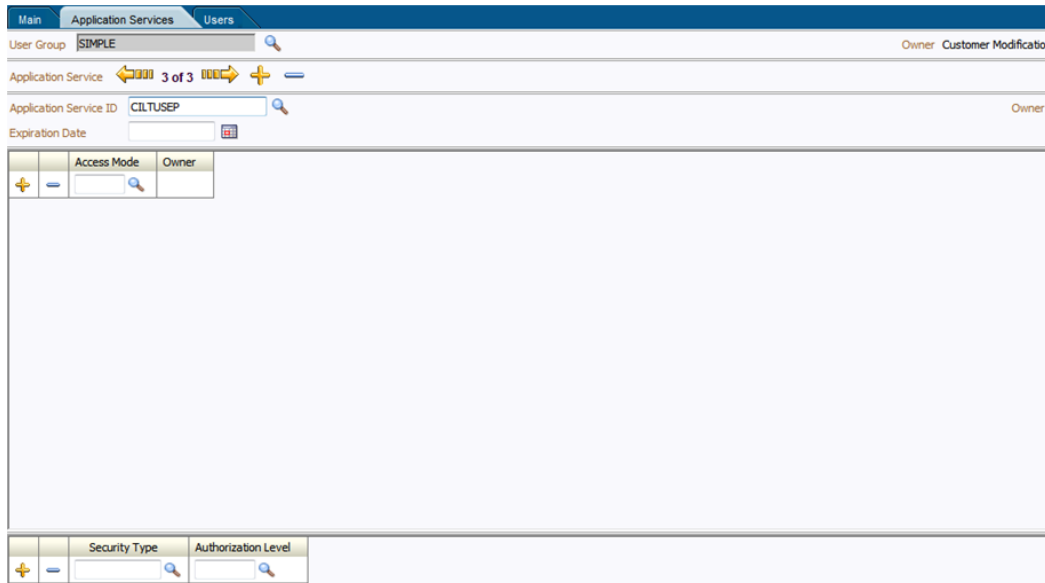 Main Application Services Users
User Group SIMPLE Owner Customer Modificatio
Application Service 3 of 3
Application Service ID CILTUSEP Owner
Expiration Date
Access Mode Owner
Security Type Authorization Level